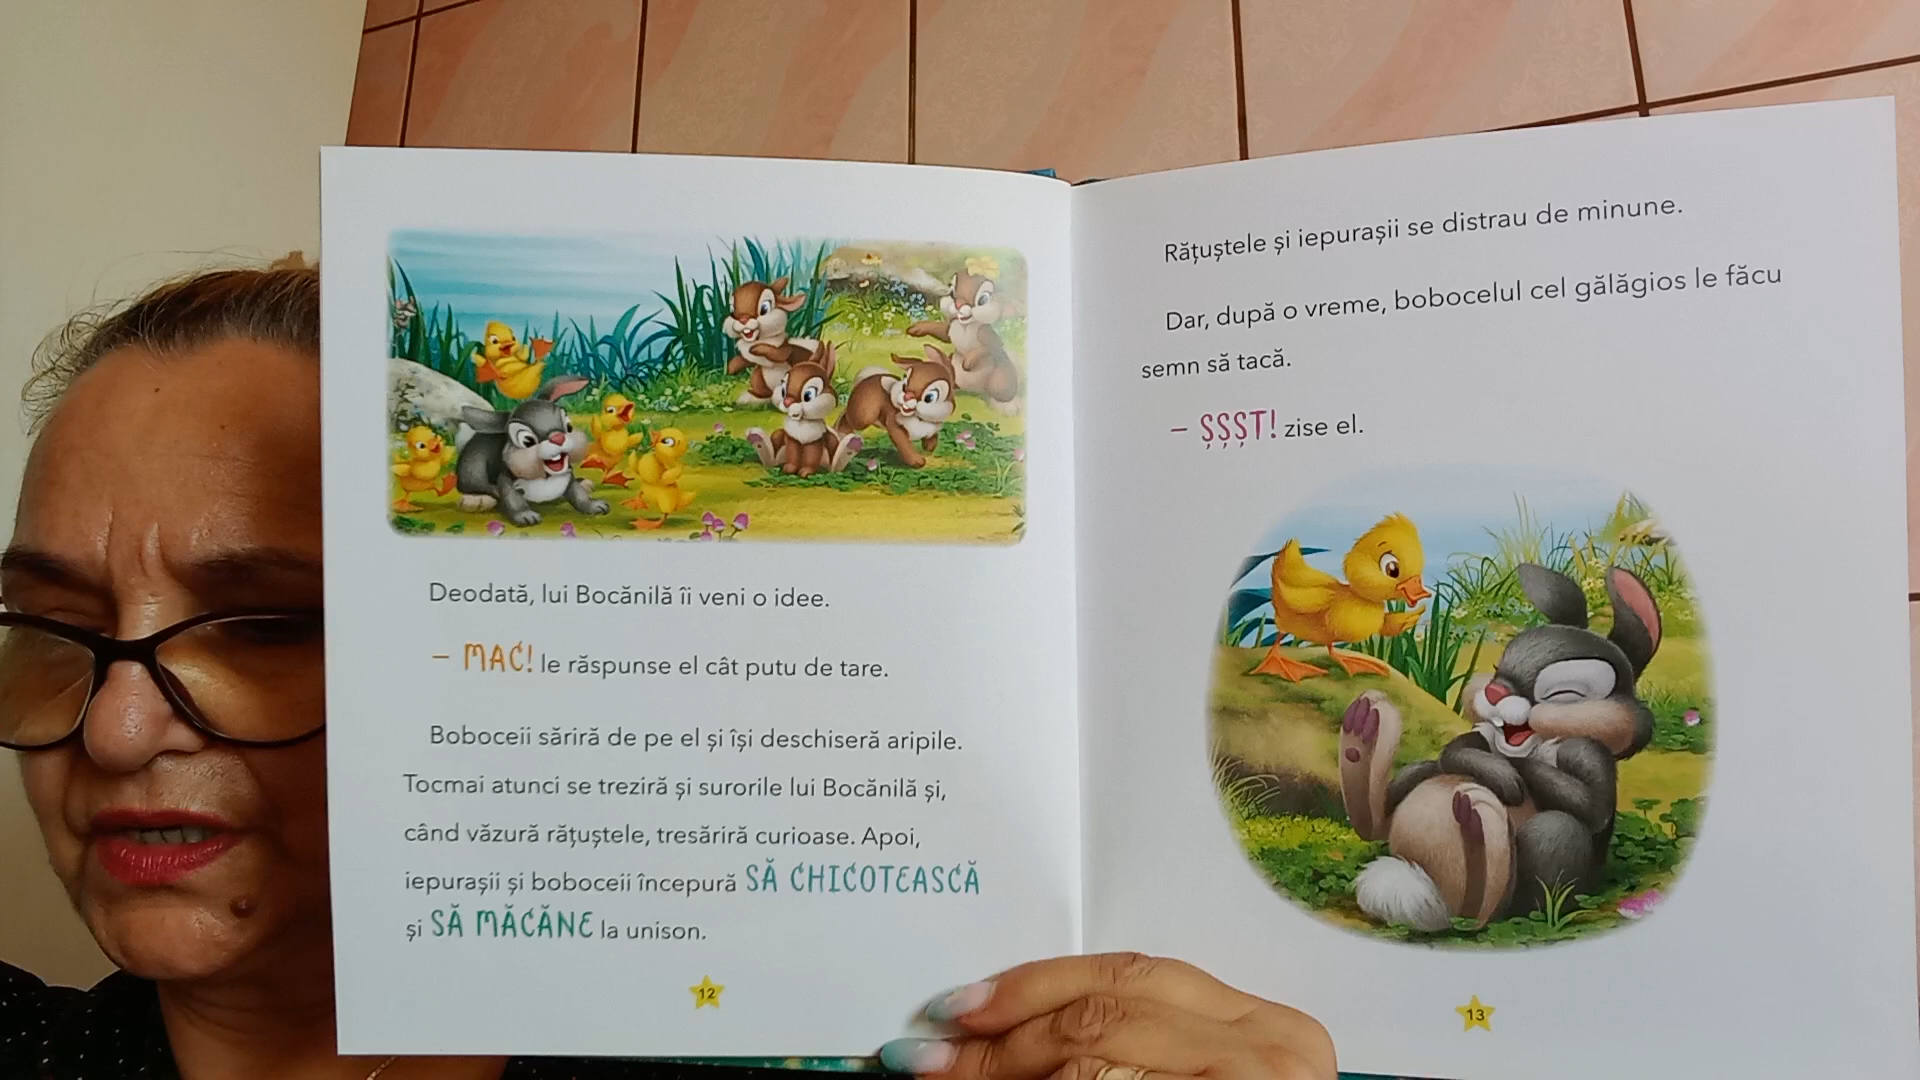 Deodată, lui Bocănilă îi veni o idee.
– MAC! le răspunse el cât putu de tare.
Boboceii săriră de pe el și își deschiseră aripile.
Tocmai atunci se treziră și surorile lui Bocănilă și,
când văzură rățuștele, tresăriră curioase. Apoi,
iepurașii și boboceii începură SĂ CHICOTEASCĂ
și SĂ MĂCĂNE la unison.
12
Rățuștele și iepurașii se distrau de minune.
Dar, după o vreme, bobocelul cel gălăgios le făcu
semn să tacă.
– ȘȘȘT! zise el.
13